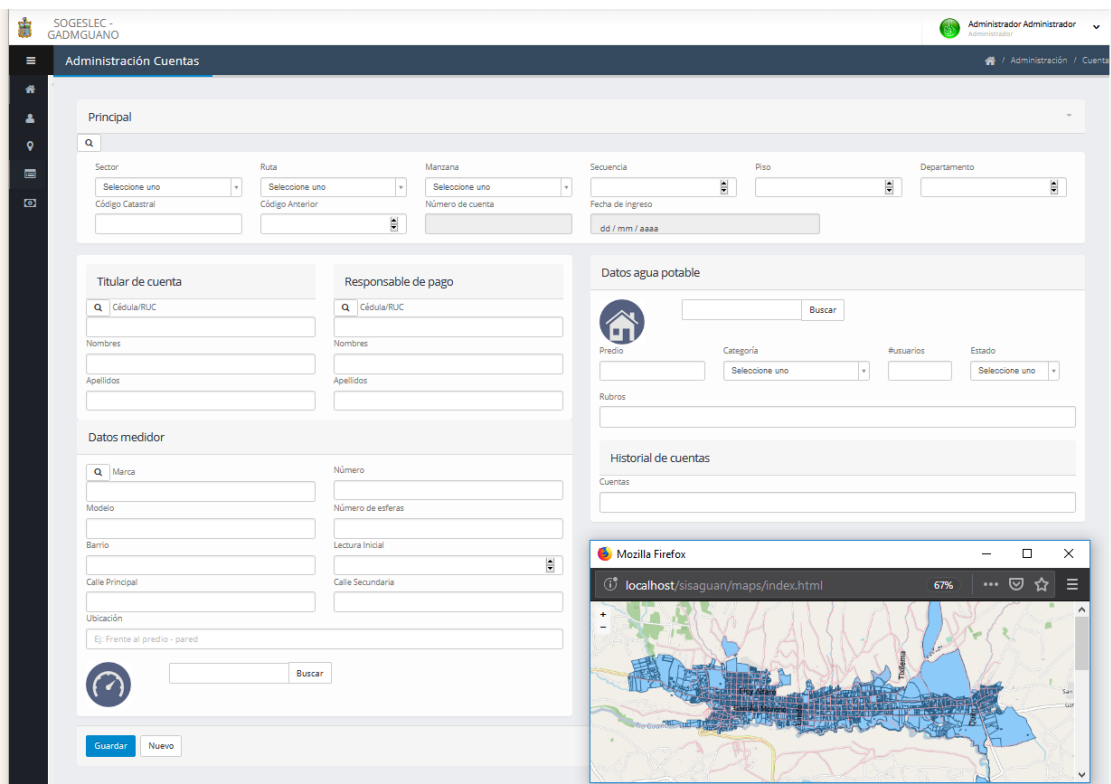 SOGESLEC -
GADMGUANO
Administrador Administrador
Administrador
Administración Cuentas
/ Administración / Cuenta
Principal
Sector Ruta Manzana Secuencia Piso Departamento
Seleccione uno Seleccione uno Seleccione uno
Código Catastral Código Anterior Número de cuenta Fecha de ingreso
dd / mm / aaaa
Titular de cuenta Responsable de pago
Cédula/RUC Cédula/RUC
Nombres Nombres
Apellidos Apellidos
Datos medidor
Marca Número
Modelo Número de esferas
Barrio Lectura Inicial
Calle Principal Calle Secundaria
Ubicación
Ej: Frente al predio - pared
Buscar
Guardar Nuevo
Datos agua potable
Buscar
Predio Categoría #usuarios Estado
Seleccione uno Seleccione uno
Rubros
Historial de cuentas
Cuentas
Mozilla Firefox
localhost/sisaguan/maps/index.html 67%
+
−
Eloy Alfaro
San